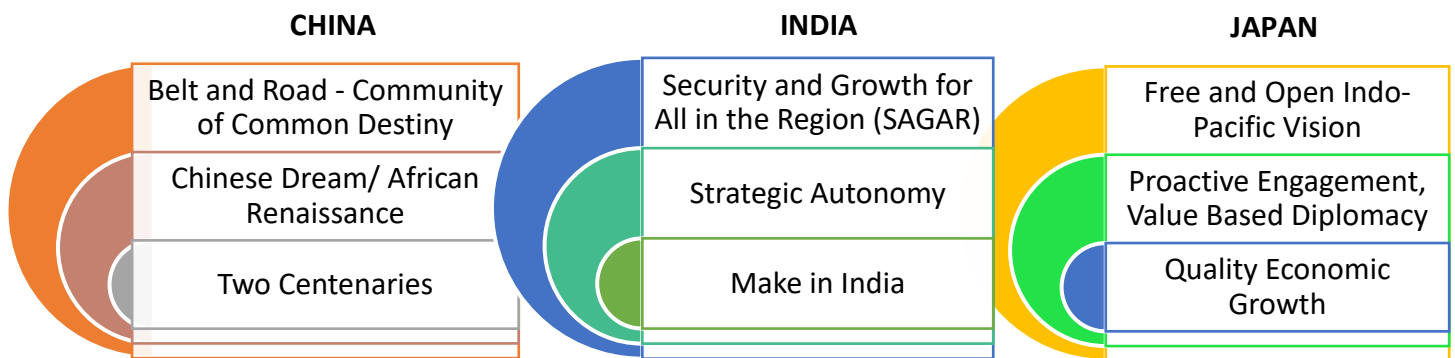 CHINA
Belt and Road - Community
of Common Destiny
Chinese Dream/ African
Renaissance
Two Centenaries
INDIA
Security and Growth for
All in the Region (SAGAR)
Strategic Autonomy
Make in India
JAPAN
Free and Open Indo-
Pacific Vision
Proactive Engagement,
Value Based Diplomacy
Quality Economic
Growth